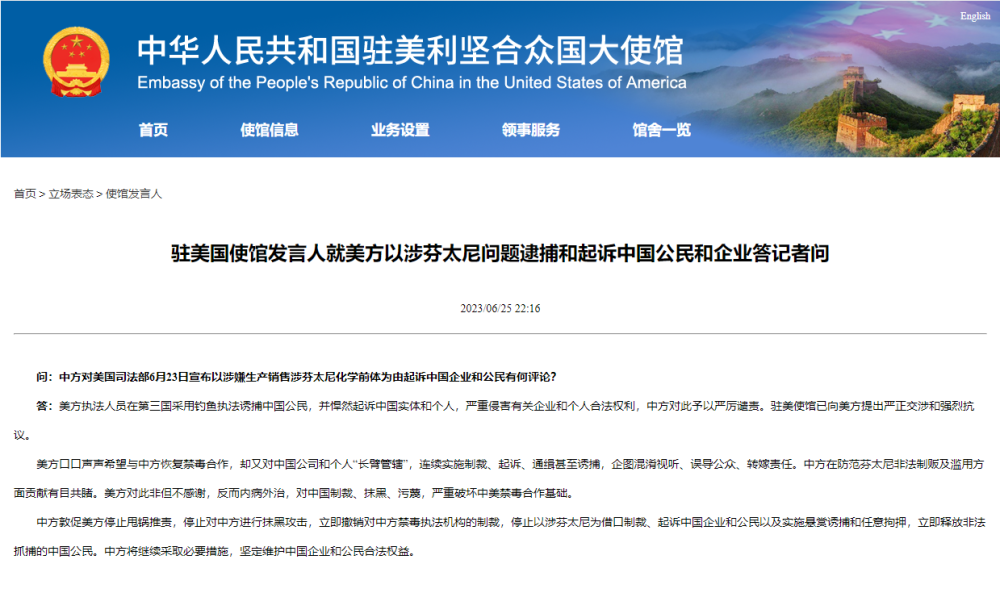 English
中华人民共和国驻美利坚合众国大使馆
Embassy of the People's Republic of China in the United States of America
首页 使馆信息 业务设置 领事服务 馆舍一览
首页 > 立场表态 > 使馆发言人
驻美国使馆发言人就美方以涉芬太尼问题逮捕和起诉中国公民和企业答记者问
2023/06/25 22:16
问：中方对美国司法部6月23日宣布以涉嫌生产销售涉芬太尼化学前体为由起诉中国企业和公民有何评论？
答：美方执法人员在第三国采用钓鱼执法诱捕中国公民，并悍然起诉中国实体和个人，严重侵害有关企业和个人合法权利，中方对此予以严厉谴责。驻美使馆已向美方提出严正交涉和强烈抗
议。
美方口口声声希望与中方恢复禁毒合作，却又对中国公司和个人“长臂管辖”，连续实施制裁、起诉、通缉甚至诱捕，企图混淆视听、误导公众、转嫁责任。中方在防范芬太尼非法制贩及滥用方
面贡献有目共睹。美方对此非但不感谢，反而内病外治，对中国制裁、抹黑、污蔑，严重破坏中美禁毒合作基础。
中方敦促美方停止甩锅推责，停止对中方进行抹黑攻击，立即撤销对中方禁毒执法机构的制裁，停止以涉芬太尼为借口制裁、起诉中国企业和公民以及实施悬赏诱捕和任意拘押，立即释放非法
抓捕的中国公民。中方将继续采取必要措施，坚定维护中国企业和公民合法权益。